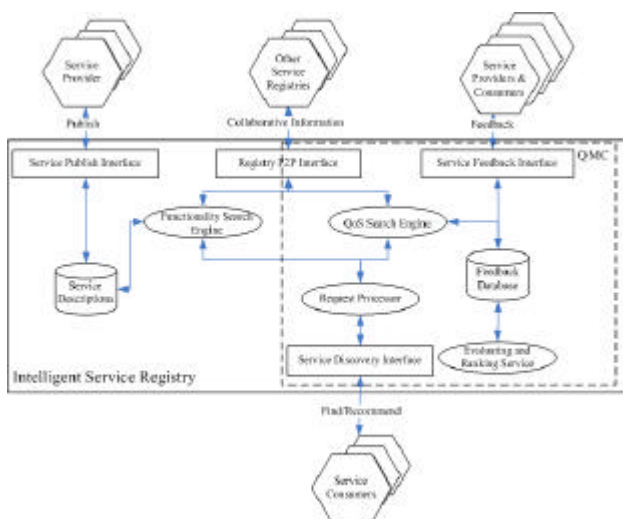 Service
Provider
Other
Service
Registries
Service
Providers &
Consumers
Publish
Collaborative Information
Feedback
QMC
Service Publish Interface
Registry P2P Interface
Service Feedback Interface
Functionality Search
Engine
QoS Search Engine
Service
Descriptions
Feedback
Database
Request Processor
Service Discovery Interface
Evaluating and
Ranking Service
Intelligent Service Registry
Find/Recommend
Service
Consumers